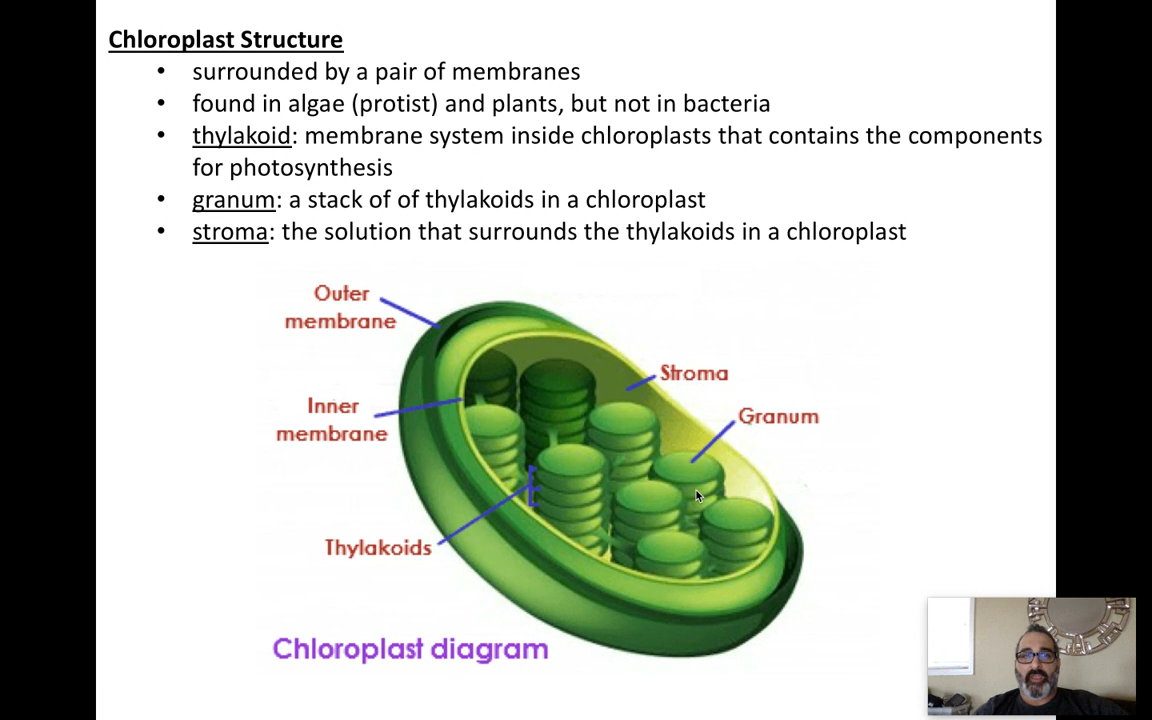 Chloroplast Structure
• surrounded by a pair of membranes
• found in algae (protist) and plants, but not in bacteria
• thylakoid: membrane system inside chloroplasts that contains the components
for photosynthesis
• granum: a stack of of thylakoids in a chloroplast
• stroma: the solution that surrounds the thylakoids in a chloroplast
Outer
membrane
Stroma
Inner
membrane
Granum
Thylakoids
Chloroplast diagram